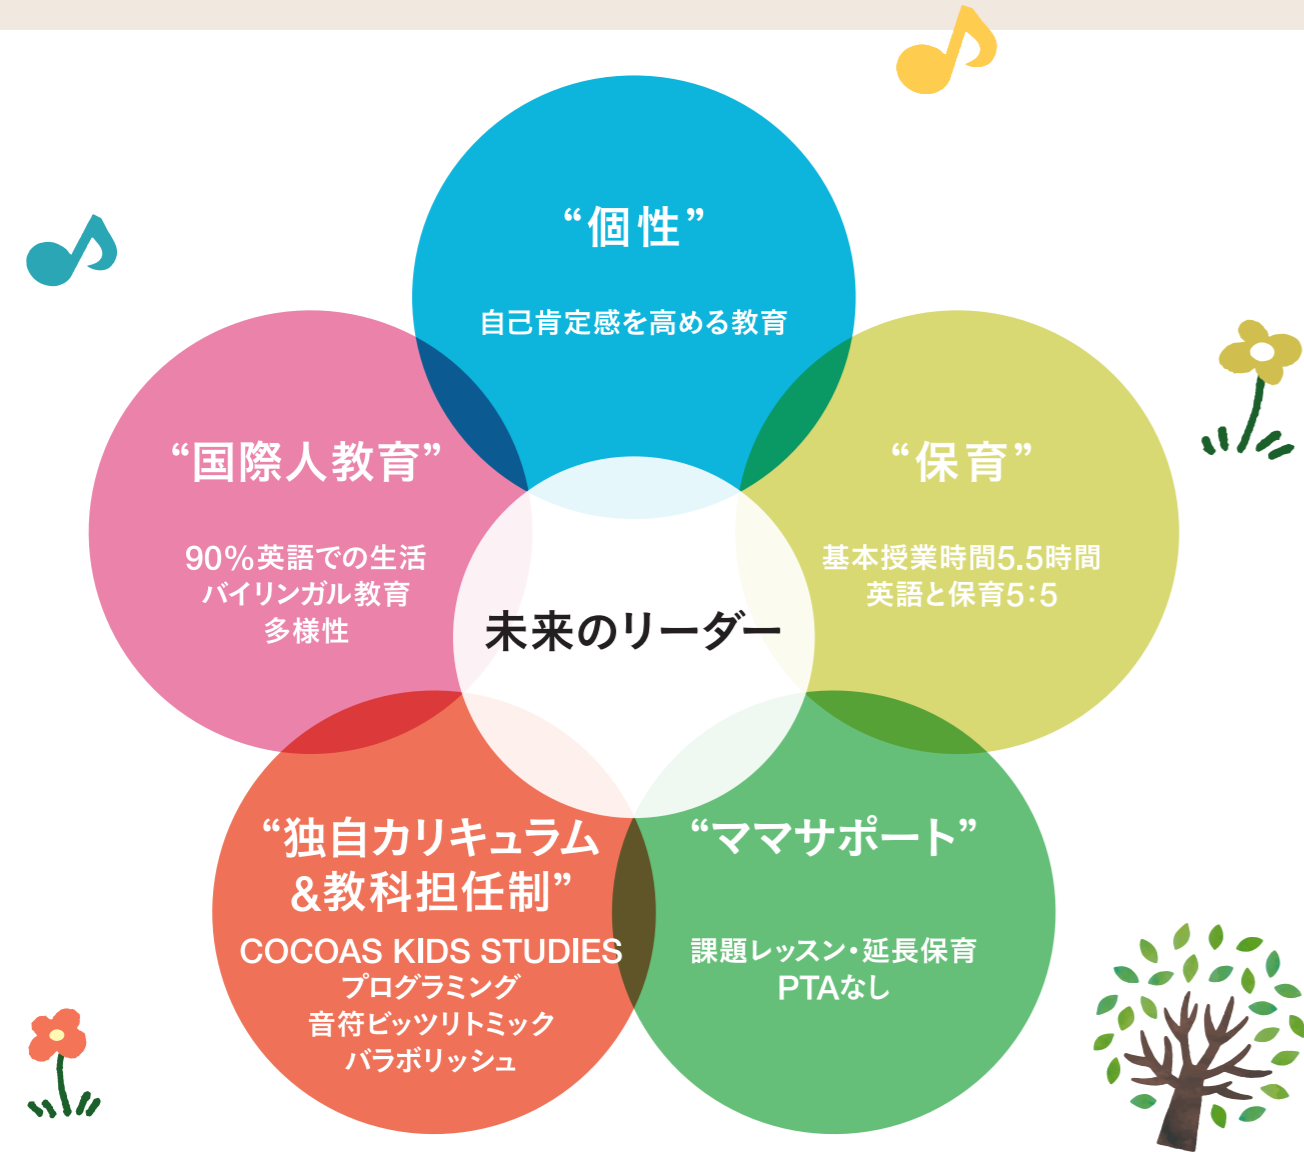 “個性”
自己肯定感を高める教育
“国際人教育”
90%英語での生活
バイリンガル教育
多様性
“保育”
基本授業時間5.5時間
英語と保育5:5
未来のリーダー
“独自カリキュラム
&教科担任制”
COCOAS KIDS STUDIES
プログラミング
音符ビッツリトミック
バラボリッシュ
“ママサポート”
課題レッスン・延長保育
PTAなし